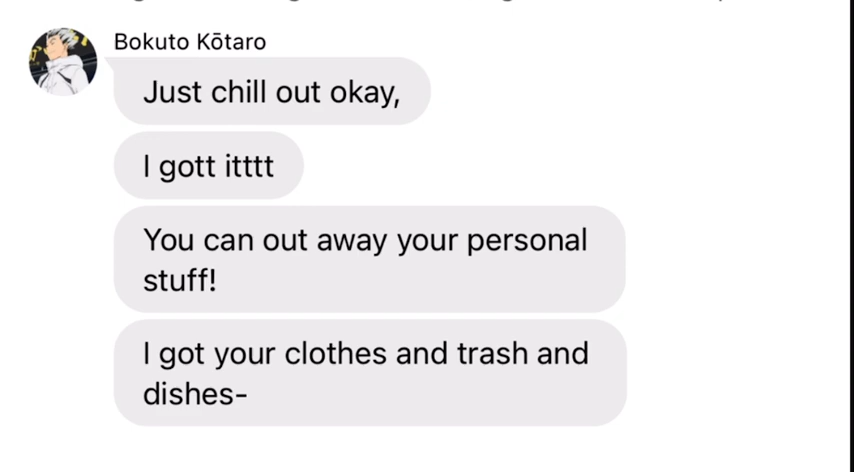 Bokuto Kōtaro
Just chill out okay,
I gott itttt
You can out away your personal
stuff!
I got your clothes and trash and
dishes-